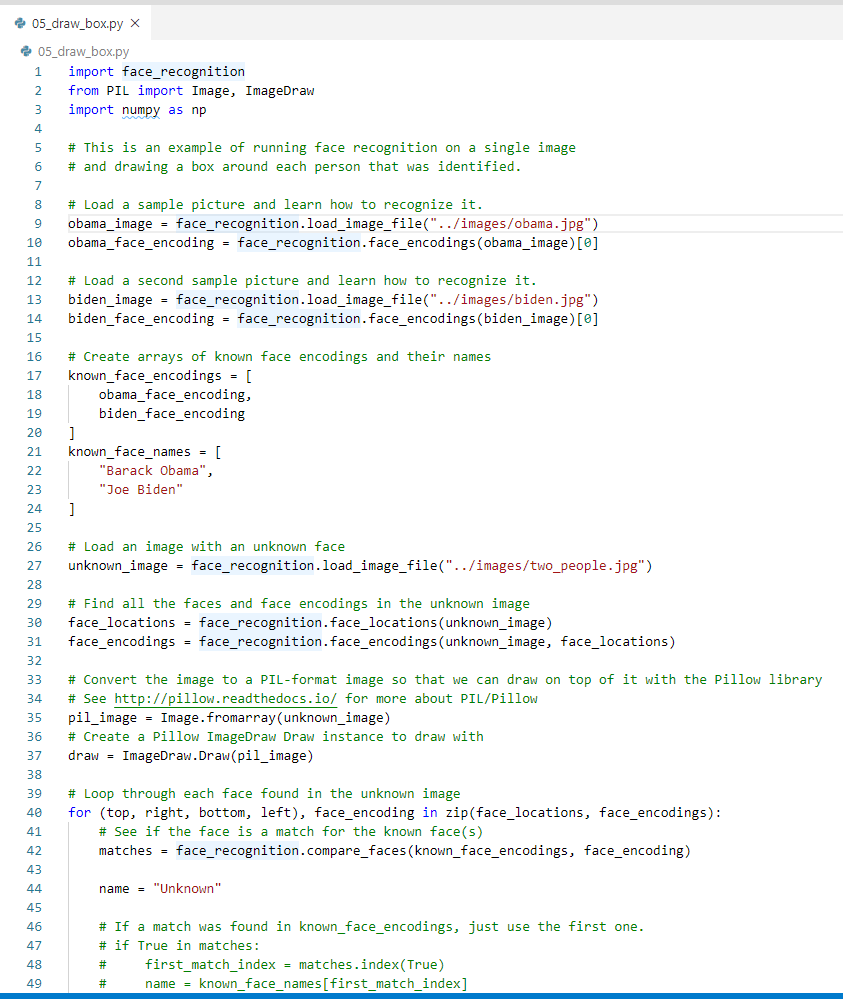 05_draw_box.py ×
05_draw_box.py
1 import face_recognition
2 from PIL import Image, ImageDraw
3 import numpy as np
4
5 # This is an example of running face recognition on a single image
6 # and drawing a box around each person that was identified.
7
8 # Load a sample picture and learn how to recognize it.
9 obama_image = face_recognition.load_image_file("../images/obama.jpg")
10 obama_face_encoding = face_recognition.face_encodings(obama_image)[0]
11
12 # Load a second sample picture and learn how to recognize it.
13 biden_image = face_recognition.load_image_file("../images/biden.jpg")
14 biden_face_encoding = face_recognition.face_encodings(biden_image)[0]
15
16 # Create arrays of known face encodings and their names
17 known_face_encodings = [
18     obama_face_encoding,
19     biden_face_encoding
20 ]
21 known_face_names = [
22     "Barack Obama",
23     "Joe Biden"
24 ]
25
26 # Load an image with an unknown face
27 unknown_image = face_recognition.load_image_file("../images/two_people.jpg")
28
29 # Find all the faces and face encodings in the unknown image
30 face_locations = face_recognition.face_locations(unknown_image)
31 face_encodings = face_recognition.face_encodings(unknown_image, face_locations)
32
33 # Convert the image to a PIL-format image so that we can draw on top of it with the Pillow library
34 # See http://pillow.readthedocs.io/ for more about PIL/Pillow
35 pil_image = Image.fromarray(unknown_image)
36 # Create a Pillow ImageDraw Draw instance to draw with
37 draw = ImageDraw.Draw(pil_image)
38
39 # Loop through each face found in the unknown image
40 for (top, right, bottom, left), face_encoding in zip(face_locations, face_encodings):
41     # See if the face is a match for the known face(s)
42     matches = face_recognition.compare_faces(known_face_encodings, face_encoding)
43
44     name = "Unknown"
45
46     # If a match was found in known_face_encodings, just use the first one.
47     # if True in matches:
48     #     first_match_index = matches.index(True)
49     #     name = known_face_names[first_match_index]